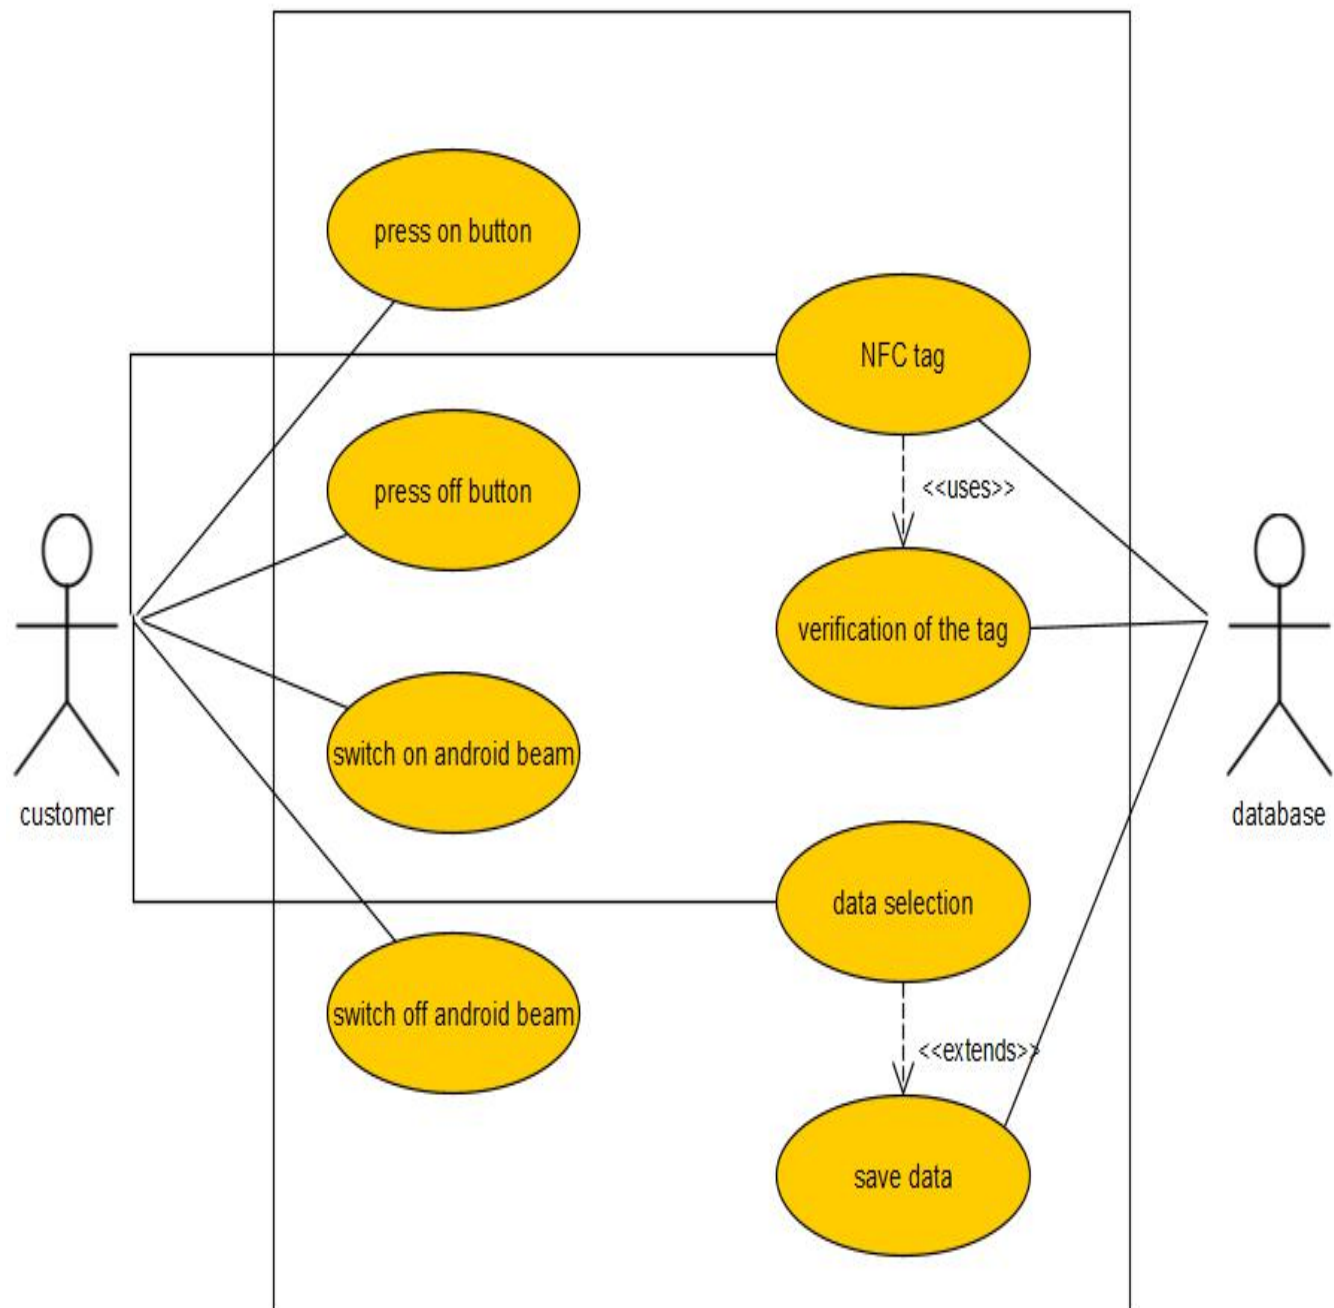 press on button
NFC tag
press off button
<<uses>>
verification of the tag
switch on android beam
customer
database
data selection
switch off android beam
<<extends>>
save data